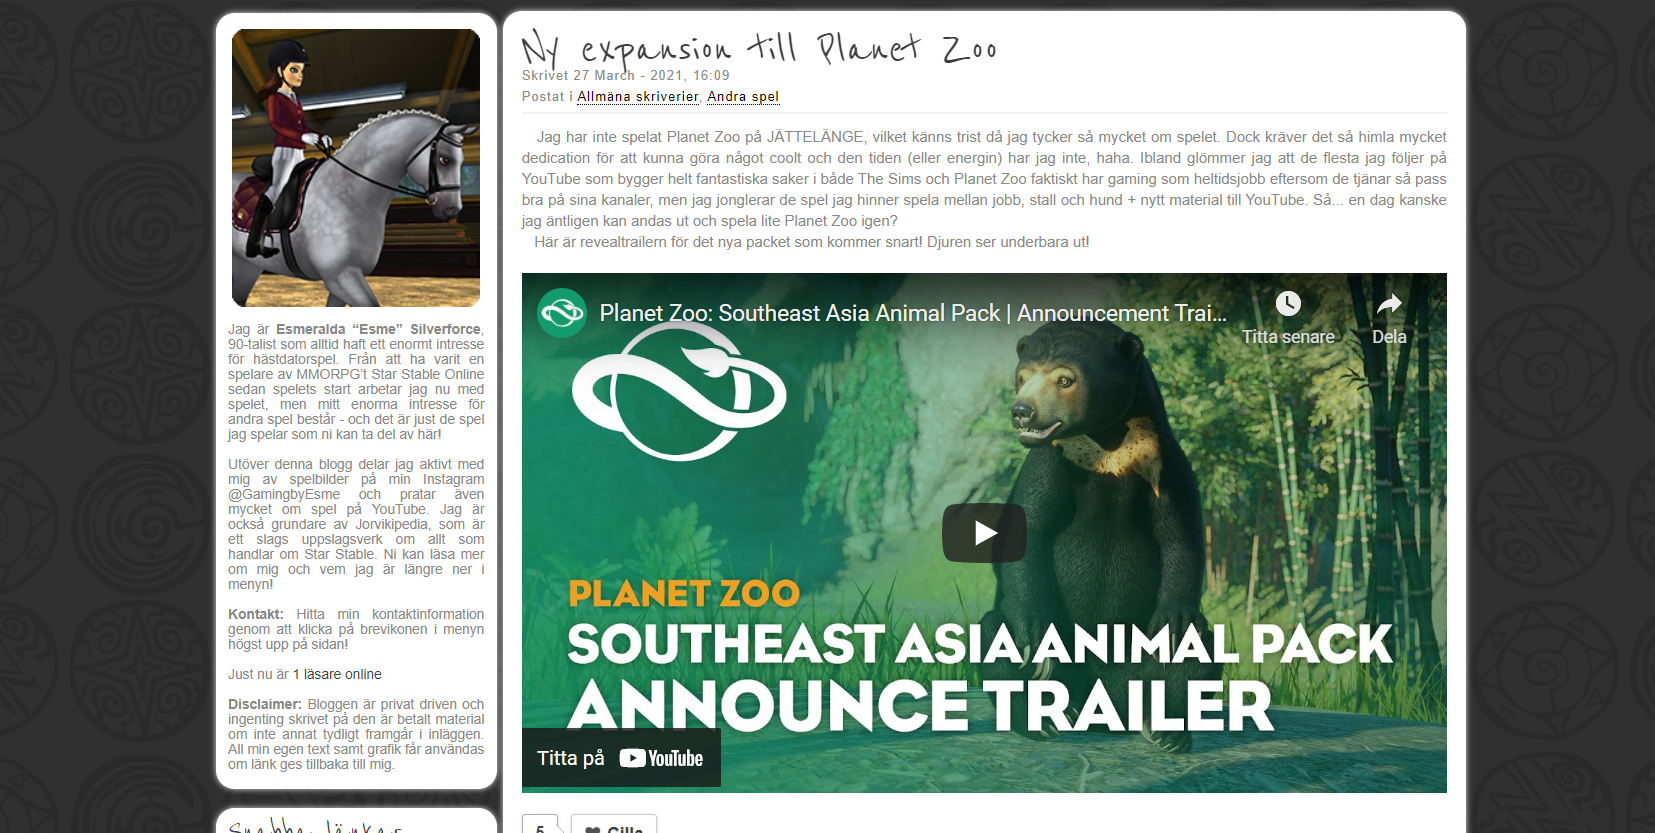 Jag är Esmeralda “Esme” Silverforce,
90-talist som alltid haft ett enormt intresse
för hästdatorspel. Från att ha varit en
spelare av MMORPG't Star Stable Online
sedan spelets start arbetar jag nu med
spelet, men mitt enorma intresse för
andra spel består - och det är just de spel
jag spelar som ni kan ta del av här!
Utöver denna blogg delar jag aktivt med
mig av spelbilder på min Instagram
@GamingbyEsme och pratar även
mycket om spel på YouTube. Jag är
också grundare av Jorvikipedia, som är
ett slags uppslagsverk om allt som
handlar om Star Stable. Ni kan läsa mer
om mig och vem jag är längre ner i
menyn!
Kontakt: Hitta min kontaktinformation
genom att klicka på brevikonen i menyn
högst upp på sidan!
Just nu är 1 läsare online
Disclaimer: Bloggen är privat driven och
ingenting skrivet på den är betalt material
om inte annat tydligt framgår i inläggen.
All min egen text samt grafik får användas
om länk ges tillbaka till mig.
Snabba länkar
Ny expansion till Planet Zoo
Skrivet 27 March - 2021, 16:09
Postat i Allmäna skriverier, Andra spel
Jag har inte spelat Planet Zoo på JÄTTELÄNGE, vilket känns trist då jag tycker så mycket om spelet. Dock kräver det så himla mycket
dedication för att kunna göra något coolt och den tiden (eller energin) har jag inte, haha. Ibland glömmer jag att de flesta jag följer på
YouTube som bygger helt fantastiska saker i både The Sims och Planet Zoo faktiskt har gaming som heltidsjobb eftersom de tjänar så pass
bra på sina kanaler, men jag jonglerar de spel jag hinner spela mellan jobb, stall och hund + nytt material till YouTube. Så... en dag kanske
jag äntligen kan andas ut och spela lite Planet Zoo igen?
Här är revealtrailern för det nya packet som kommer snart! Djuren ser underbara ut!
Planet Zoo: Southeast Asia Animal Pack | Announcement Trai...
Titta senare
Dela
PLANET ZOO
SOUTHEAST ASIA ANIMAL PACK
ANNOUNCE TRAILER
Titta på YouTube
5
Gilla